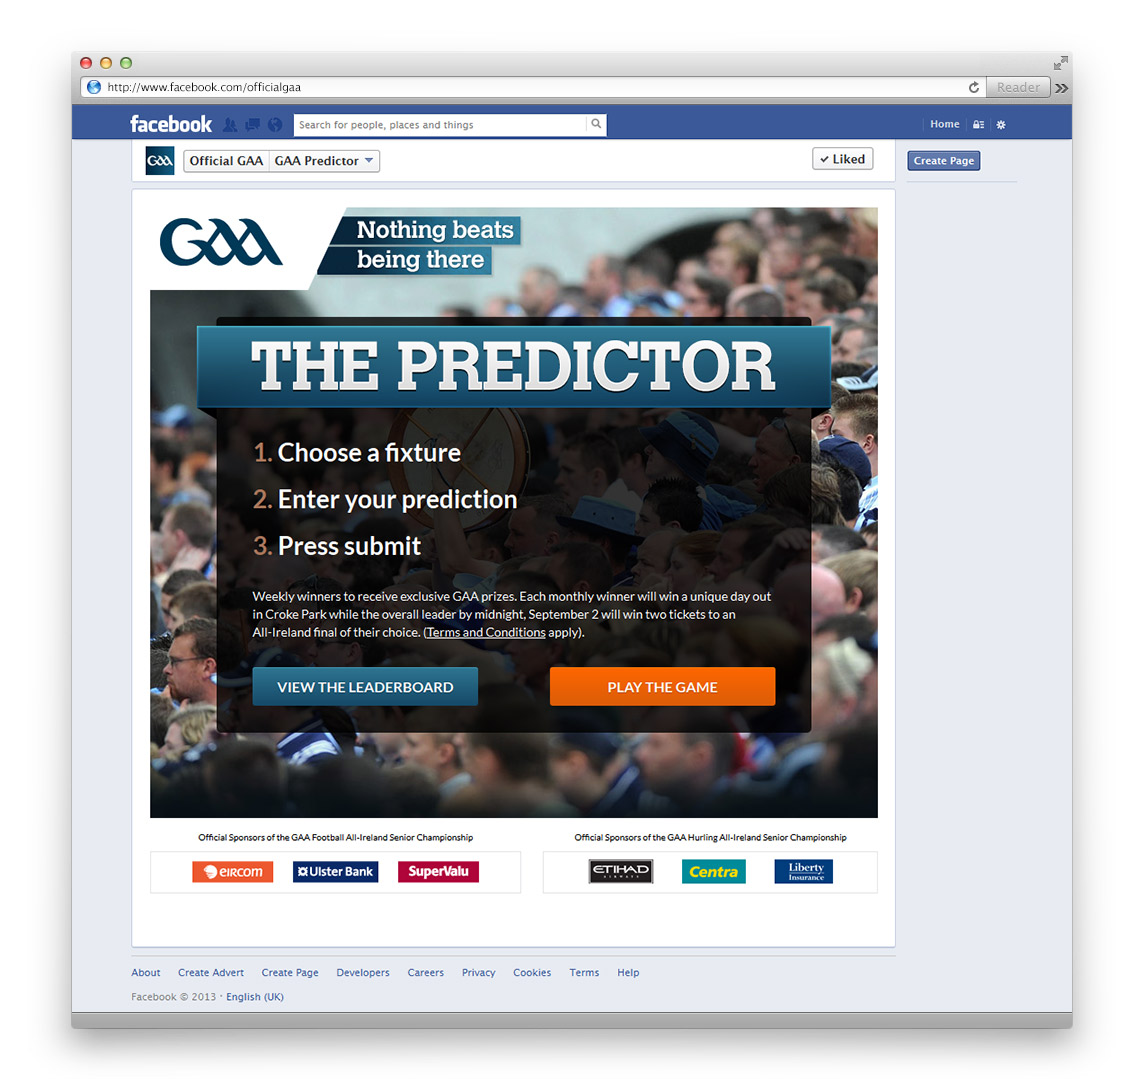 http://www.facebook.com/officialgaa
Reader
facebook
Search for people, places and things
Home
GAA
Official GAA
GAA Predictor
Liked
Create Page
GAA
Nothing beats
being there
THE PREDICTOR
1. Choose a fixture
2. Enter your prediction
3. Press submit
Weekly winners to receive exclusive GAA prizes. Each monthly winner will win a unique day out
in Croke Park while the overall leader by midnight, September 2 will win two tickets to an
All-Ireland final of their choice. (Terms and Conditions apply).
VIEW THE LEADERBOARD
PLAY THE GAME
Official Sponsors of the GAA Football All-Ireland Senior Championship
Official Sponsors of the GAA Hurling All-Ireland Senior Championship
eircom
Ulster Bank
SuperValu
ETIHAD
AIRWAYS
Centra
Liberty
Insurance
About
Create Advert
Create Page
Developers
Careers
Privacy
Cookies
Terms
Help
Facebook © 2013 · English (UK)